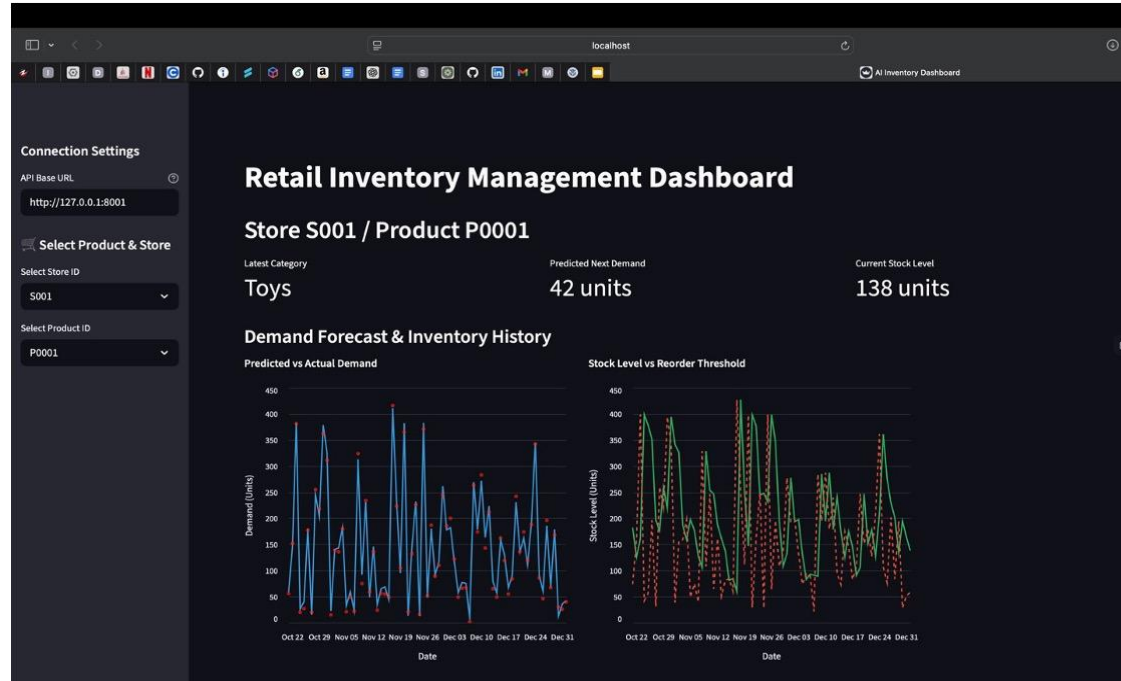 localhost
AI Inventory Dashboard
Connection Settings
API Base URL
http://127.0.0.1:8001
Select Product & Store
Select Store ID
S001
Select Product ID
P0001
Retail Inventory Management Dashboard
Store S001 / Product P0001
Latest Category
Toys
Predicted Next Demand
42 units
Current Stock Level
138 units
Demand Forecast & Inventory History
Predicted vs Actual Demand
450
400
350
300
250
200
150
100
50
0
Demand (Units)
Oct 22 Oct 29 Nov 05 Nov 12 Nov 19 Nov 26 Dec 03 Dec 10 Dec 17 Dec 24 Dec 31
Date
Stock Level vs Reorder Threshold
450
400
350
300
250
200
150
100
50
0
Stock Level (Units)
Oct 22 Oct 29 Nov 05 Nov 12 Nov 19 Nov 26 Dec 03 Dec 10 Dec 17 Dec 24 Dec 31
Date